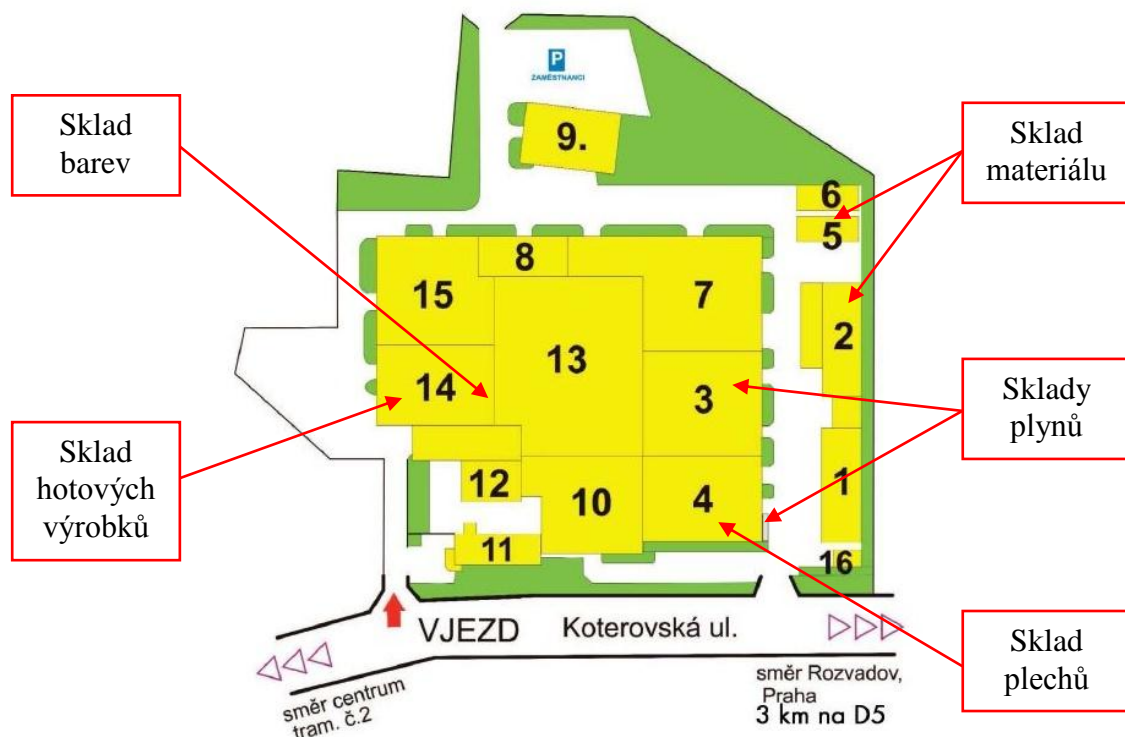 P
ZAMĚSTNANCI
Sklad
barev
9.
Sklad
materiálu
6
5
8
15
7
2
13
14
3
Sklady
plynů
Sklad
hotových
výrobků
12
10
4
1
11
16
VJEZD
Koterovská ul.
směr centrum
tram. č.2
směr Rozvadov,
Praha
3 km na D5
Sklad
plechů